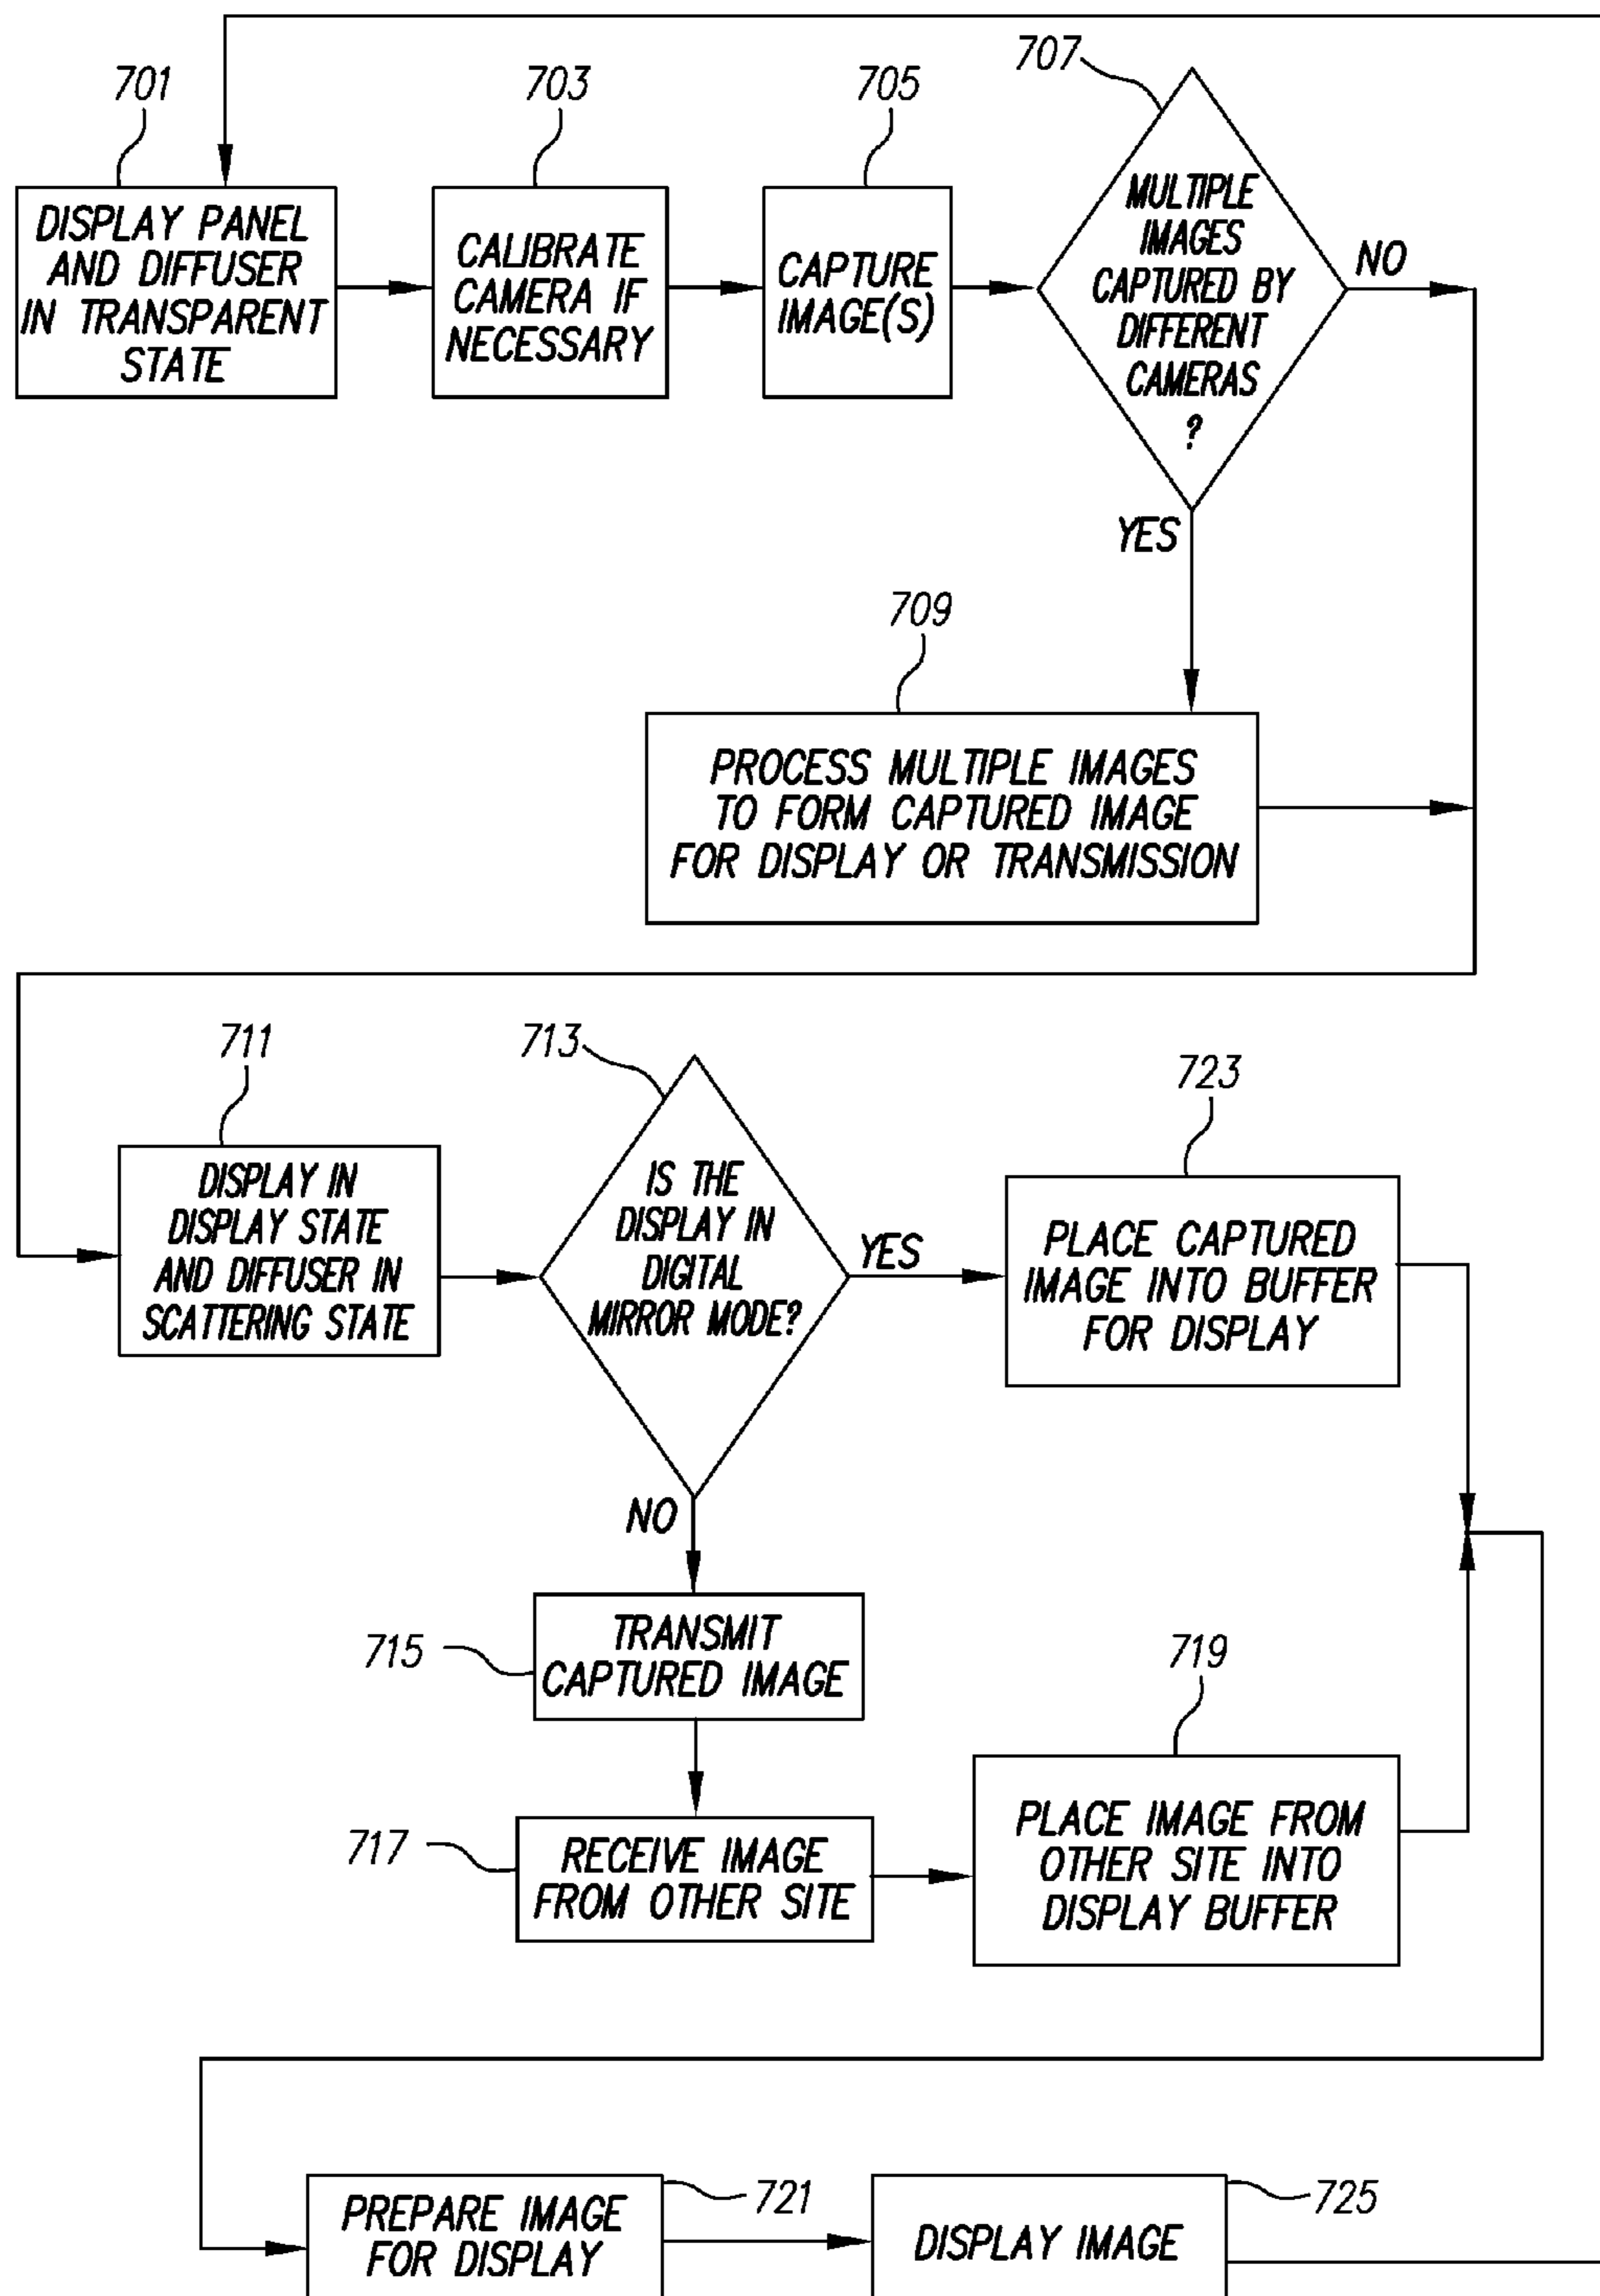 701
703
705
707
DISPLAY PANEL
AND DIFFUSER
IN TRANSPARENT
STATE
CALIBRATE
CAMERA IF
NECESSARY
CAPTURE
IMAGE(S)
MULTIPLE
IMAGES
CAPTURED BY
DIFFERENT
CAMERAS
?
NO
YES
709
PROCESS MULTIPLE IMAGES
TO FORM CAPTURED IMAGE
FOR DISPLAY OR TRANSMISSION
711
DISPLAY IN
DISPLAY STATE
AND DIFFUSER IN
SCATTERING STATE
713
IS THE
DISPLAY IN
DIGITAL
MIRROR MODE?
YES
723
PLACE CAPTURED
IMAGE INTO BUFFER
FOR DISPLAY
NO
715
TRANSMIT
CAPTURED IMAGE
717
RECEIVE IMAGE
FROM OTHER SITE
719
PLACE IMAGE FROM
OTHER SITE INTO
DISPLAY BUFFER
PREPARE IMAGE
FOR DISPLAY
721
DISPLAY IMAGE
725